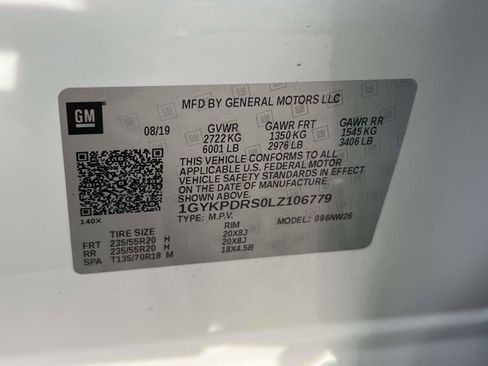 GM
MFD BY GENERAL MOTORS LLC
08/19 GVWR GAWR FRT GAWR RR
2722 KG 1350 KG 1545 KG
6001 LB 2976 LB 3406 LB
THIS VEHICLE CONFORMS TO ALL
APPLICABLE U.S. FEDERAL MOTOR
VEHICLE SAFETY STANDARDS IN EFFECT
ON THE DATE OF MANUFACTURE
SHOWN ABOVE.
1GYKPDRS0LZ106779
TYPE: M.P.V. MODEL: 096NW26
140X
TIRE SIZE RIM
FRT 235/55R20 H 20X8J
RR 235/55R20 H 20X8J
SPA T135/70R18 M 18X4.5B